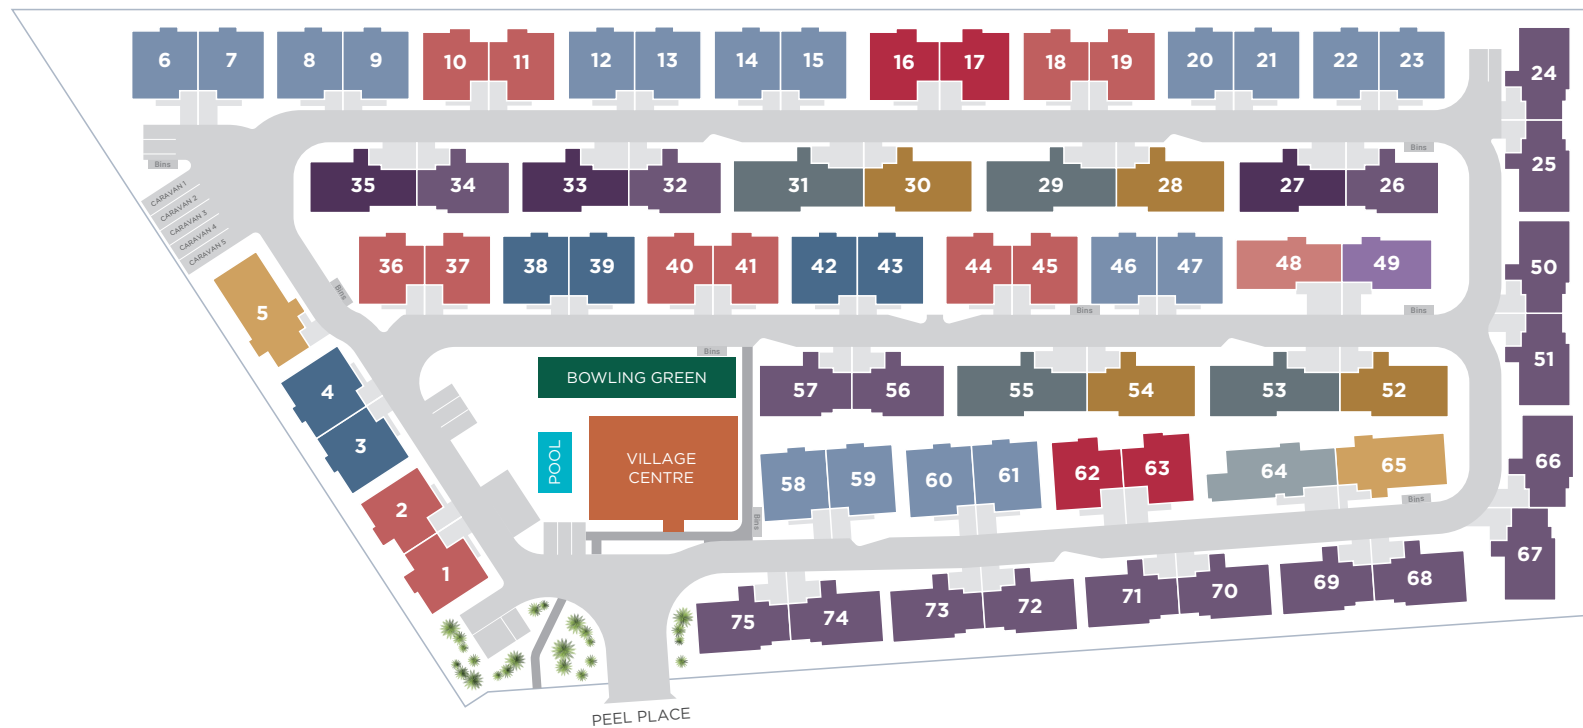 6 7 8 9 10 11 12 13 14 15 16 17 18 19 20 21 22 23
24
Bins
Bins
25
35 34 33 32 31 30 29 28 27 26
CARAVAN 1
CARAVAN 2
CARAVAN 3
CARAVAN 4
CARAVAN 5
36 37 38 39 40 41 42 43 44 45 46 47 48 49
50
Bins
Bins
Bins
5
Bins
51
4
BOWLING GREEN
57 56 55 54 53 52
3
POOL
VILLAGE
CENTRE
58 59 60 61 62 63 64 65
66
Bins
2
Bins
67
1
75 74 73 72 71 70 69 68
PEEL PLACE